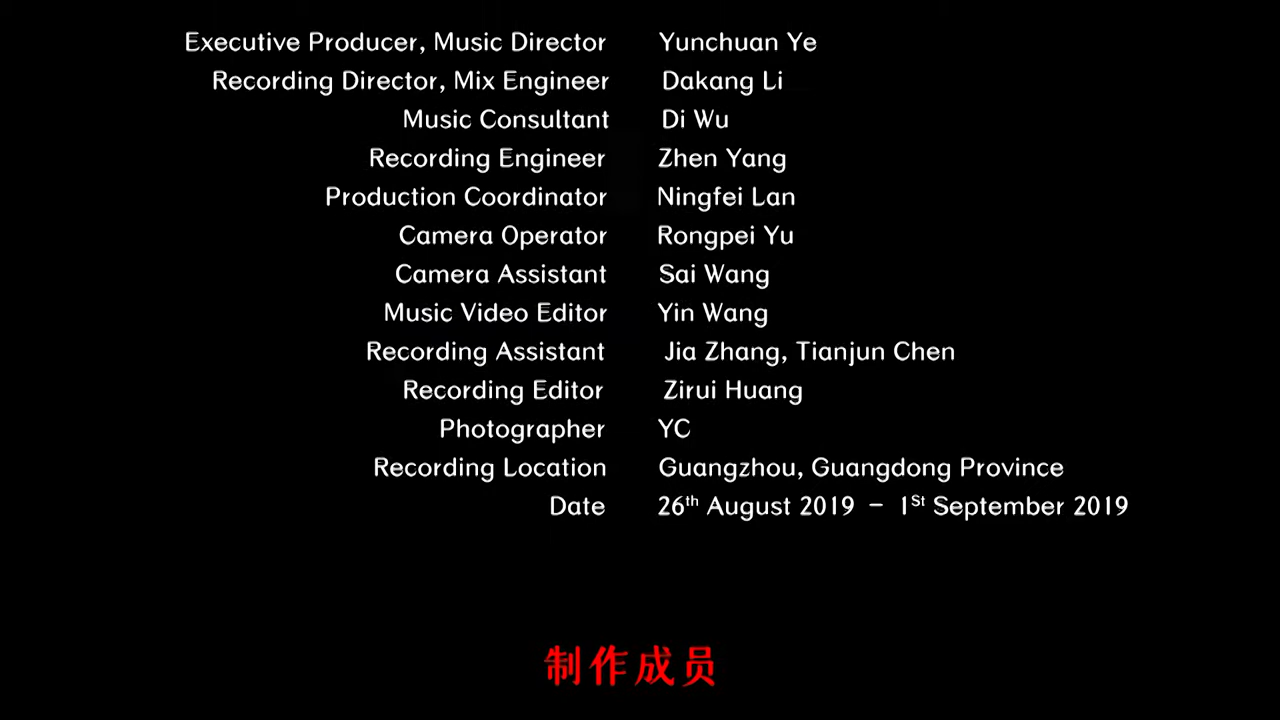 Executive Producer, Music Director Yunchuan Ye
Recording Director, Mix Engineer Dakang Li
Music Consultant Di Wu
Recording Engineer Zhen Yang
Production Coordinator Ningfei Lan
Camera Operator Rongpei Yu
Camera Assistant Sai Wang
Music Video Editor Yin Wang
Recording Assistant Jia Zhang, Tianjun Chen
Recording Editor Zirui Huang
Photographer YC
Recording Location Guangzhou, Guangdong Province
Date 26th August 2019 – 1St September 2019
制作成员